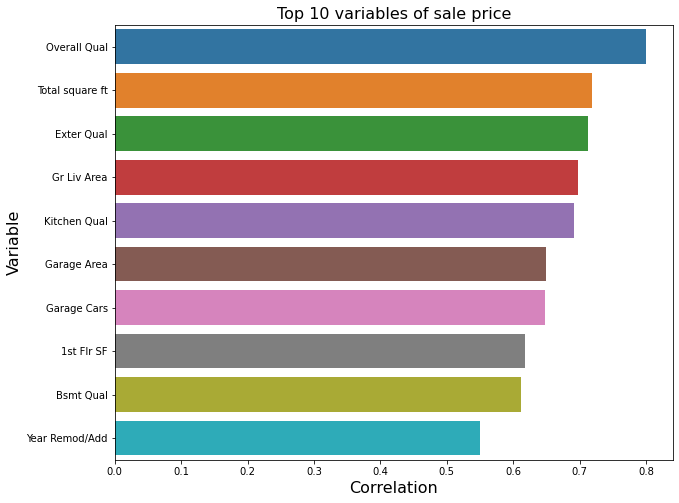 Top 10 variables of sale price
Variable
Overall Qual
Total square ft
Exter Qual
Gr Liv Area
Kitchen Qual
Garage Area
Garage Cars
1st Flr SF
Bsmt Qual
Year Remod/Add
0.0 0.1 0.2 0.3 0.4 0.5 0.6 0.7 0.8
Correlation